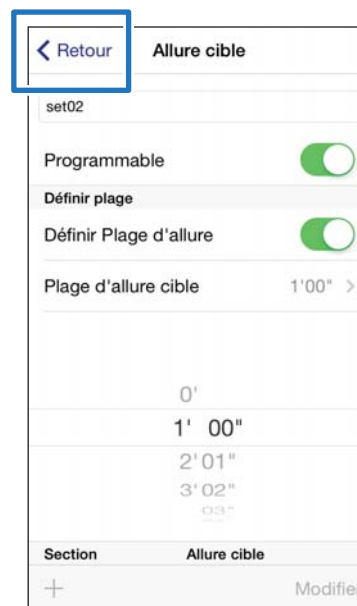 Retour Allure cible
set02
Programmable
Définir plage
Définir Plage d'allure
Plage d'allure cible 1'00" >
0'
1' 00"
2' 01"
3' 02"
03"
Section Allure cible
+ Modifier